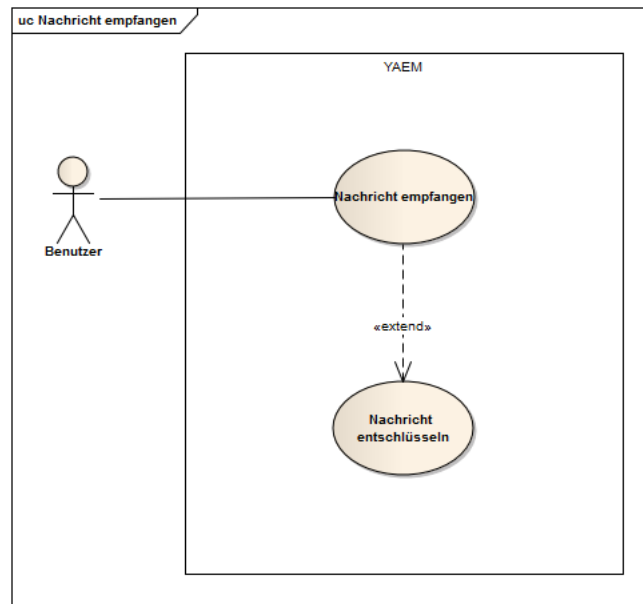 uc Nachricht empfangen
YAEM
Nachricht empfangen
Benutzer
«extend»
Nachricht
entschlüsseln